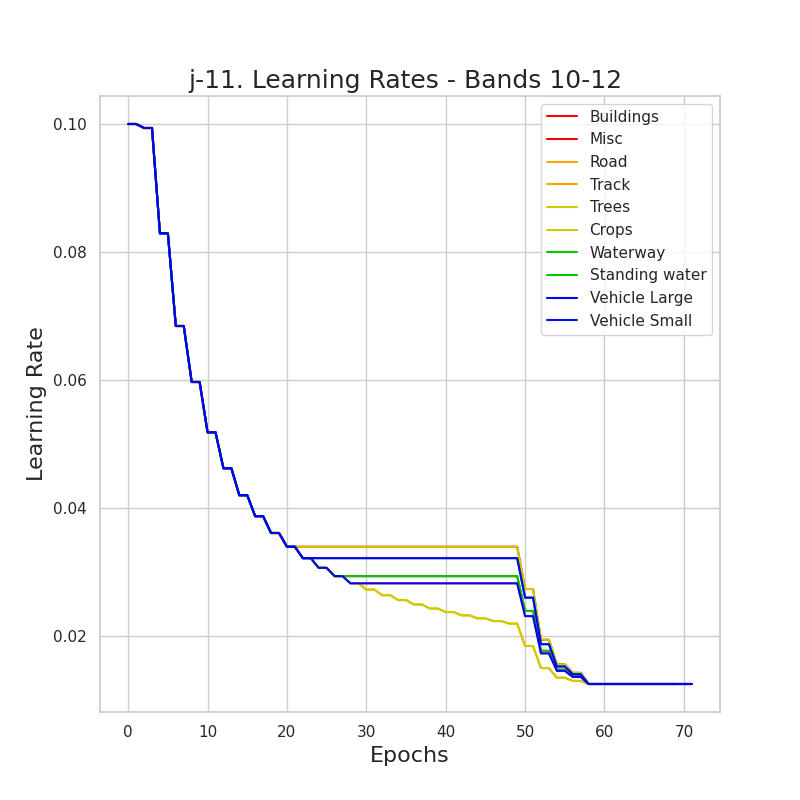 j-11. Learning Rates - Bands 10-12
Learning Rate
0.10
0.08
0.06
0.04
0.02
Buildings
Misc
Road
Track
Trees
Crops
Waterway
Standing water
Vehicle Large
Vehicle Small
0 10 20 30 40 50 60 70
Epochs